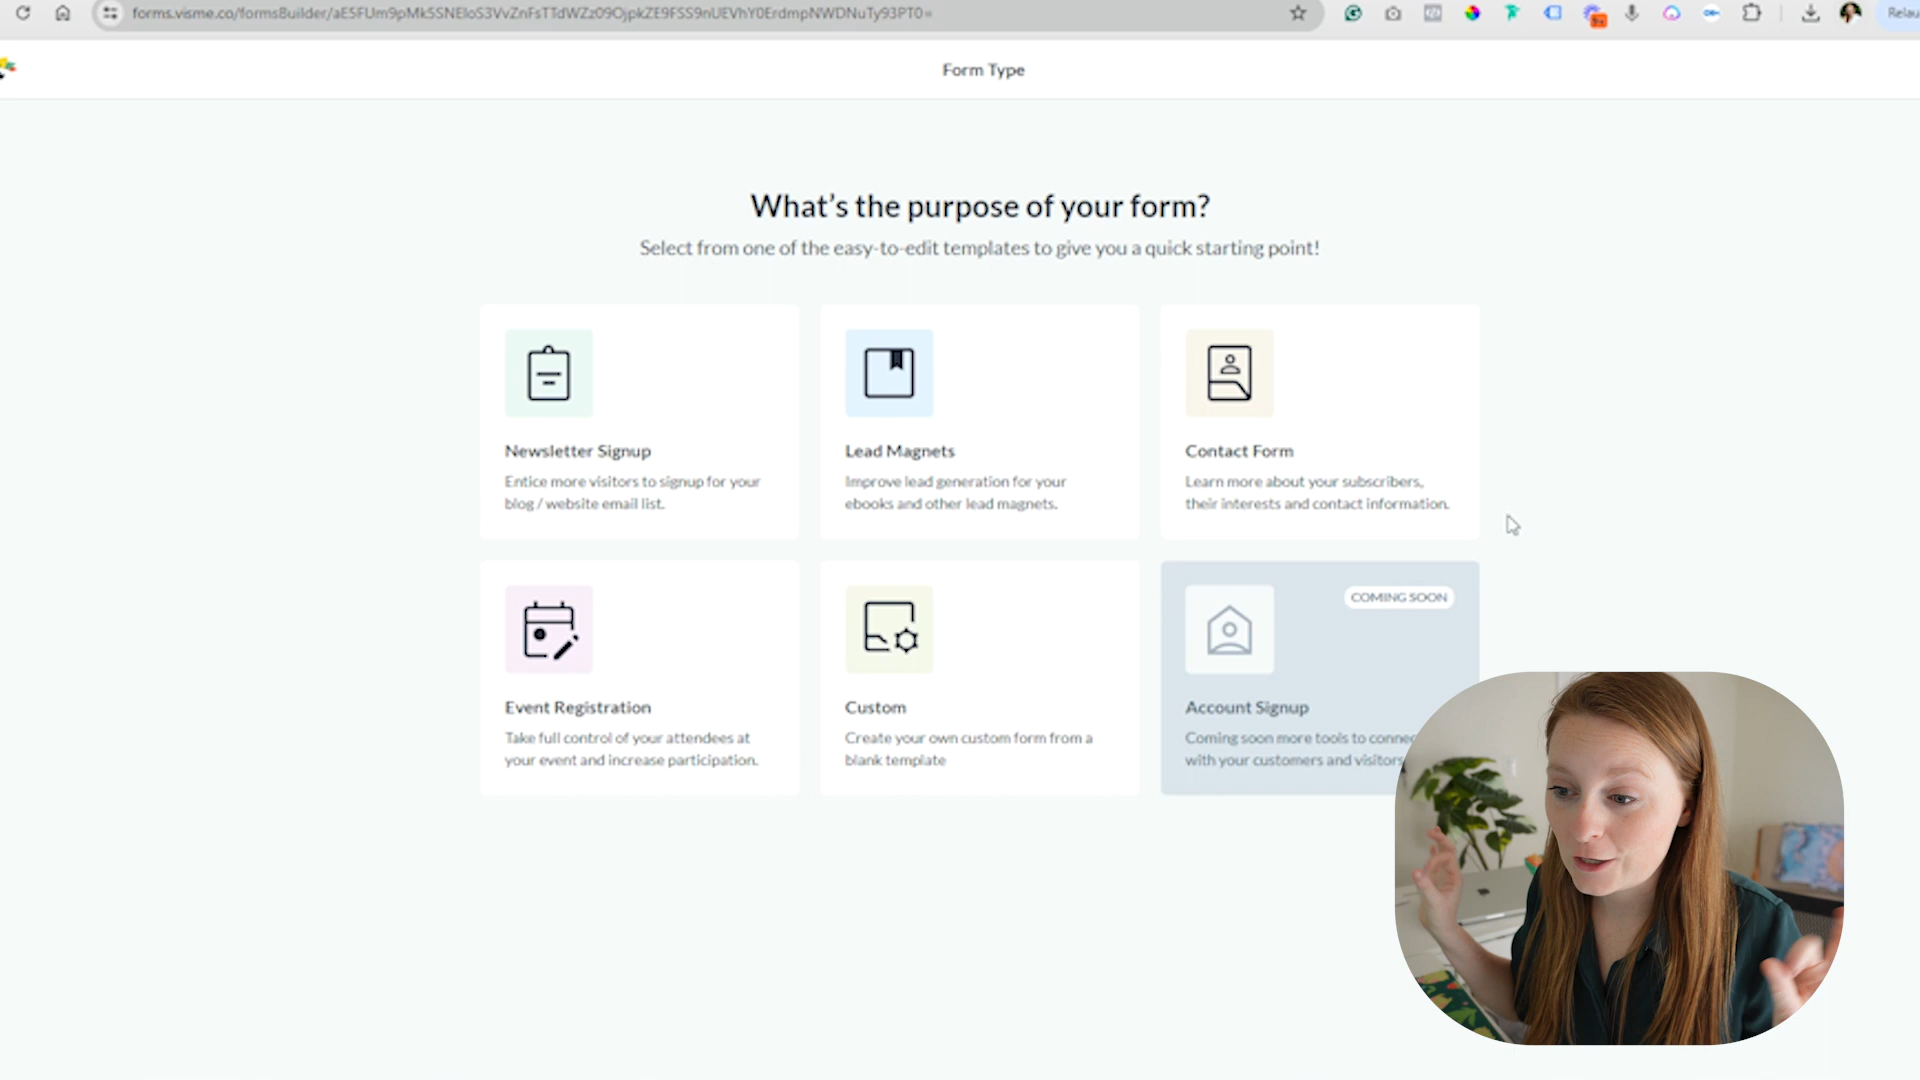 Relau
Form Type
What's the purpose of your form?
Select from one of the easy-to-edit templates to give you a quick starting point!
Newsletter Signup
Entice more visitors to signup for your
blog / website email list.
Lead Magnets
Improve lead generation for your
ebooks and other lead magnets.
Contact Form
Learn more about your subscribers,
their interests and contact information.
Event Registration
Take full control of your attendees at
your event and increase participation.
Custom
Create your own custom form from a
blank template
COMING SOON
Account Signup
Coming soon more tools to connec
with your customers and visitors